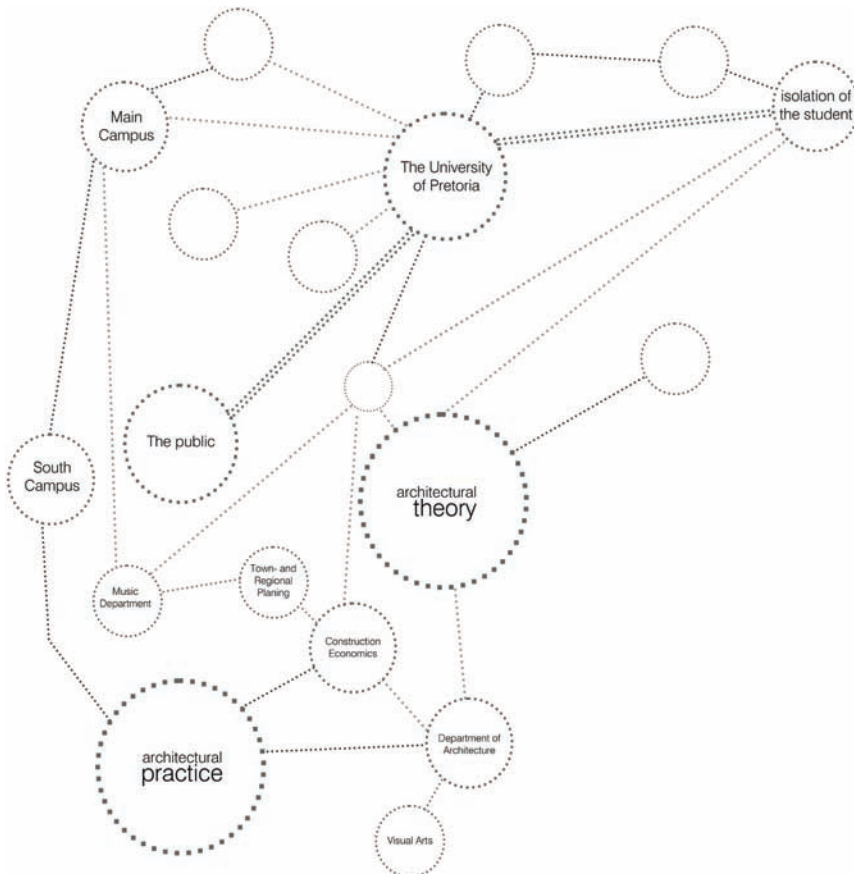 isolation of
the student
Main
Campus
The University
of Pretoria
The public
South
Campus
architectural
theory
Town- and
Regional
Planing
Music
Department
Construction
Economics
Department of
Architecture
architectural
practice
Visual Arts